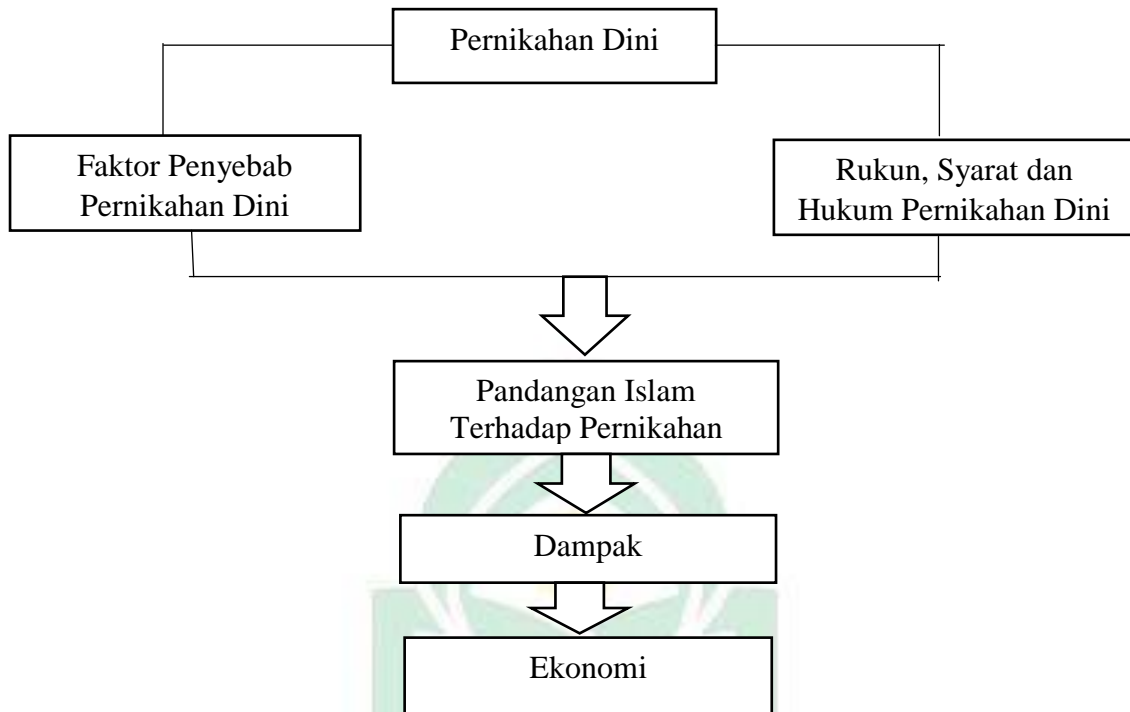 Pernikahan Dini
Faktor Penyebab
Pernikahan Dini
Rukun, Syarat dan
Hukum Pernikahan Dini
Pandangan Islam
Terhadap Pernikahan
Dampak
Ekonomi